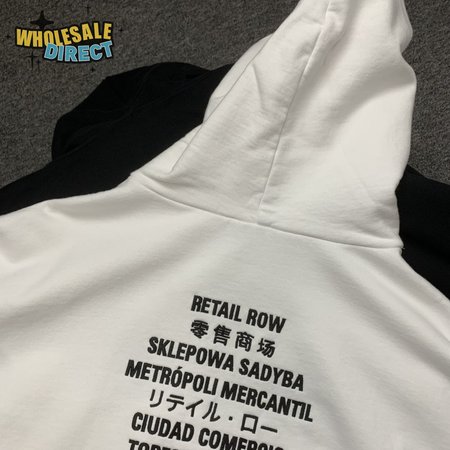 WHOLESALE
DIRECT
RETAIL ROW
零售商场
SKLEPOWA SADYBA
METRÓPOLI MERCANTIL
リテイル・ロー
CIUDAD